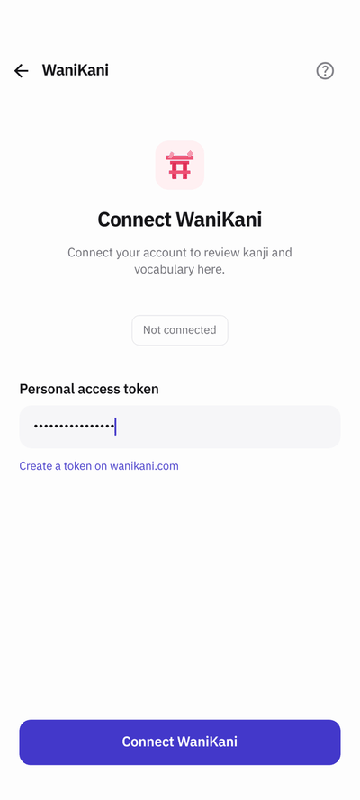 WaniKani
Connect WaniKani
Connect your account to review kanji and
vocabulary here.
Not connected
Personal access token
Create a token on wanikani.com
Connect WaniKani